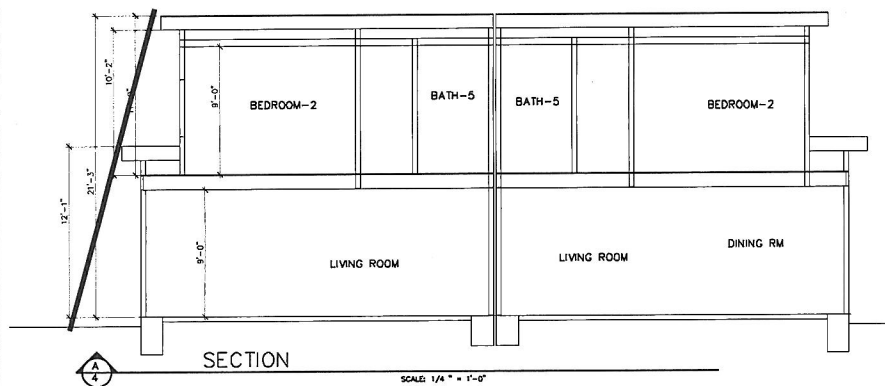 10'-2"
9'-0"
BEDROOM-2
BATH-5
BATH-5
BEDROOM-2
12'-1"
21'-3"
9'-0"
LIVING ROOM
LIVING ROOM
DINING RM
A
4
SECTION
SCALE: 1/4 " = 1'-0"